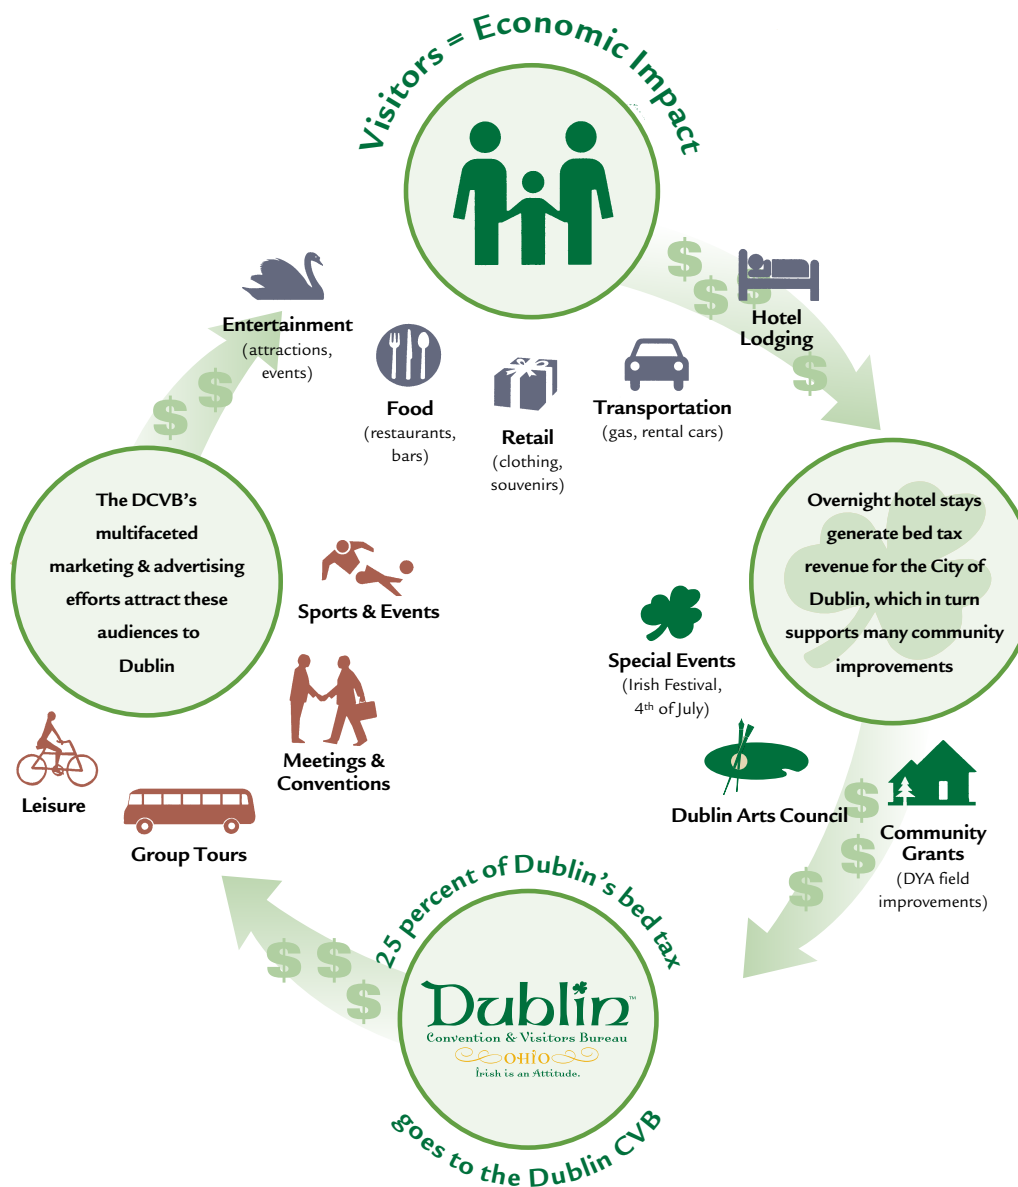 Visitors = Economic Impact
Hotel
Lodging
Entertainment
(attractions,
events)
Food
(restaurants,
bars)
Retail
(clothing,
souvenirs)
Transportation
(gas, rental cars)
$ $ $ $
$ $
The DCVB's
multifaceted
marketing & advertising
efforts attract these
audiences to
Dublin
Overnight hotel stays
generate bed tax
revenue for the City of
Dublin, which in turn
supports many community
improvements
Sports & Events
Meetings &
Conventions
Leisure
Group Tours
Special Events
(Irish Festival,
4th of July)
Dublin Arts Council
Community
Grants
(DYA field
improvements)
$ $ $
$ $ $
25 percent of Dublin's bed tax
Dublin™
Convention & Visitors Bureau
OHIO
Irish is an Attitude.
goes to the Dublin CVB